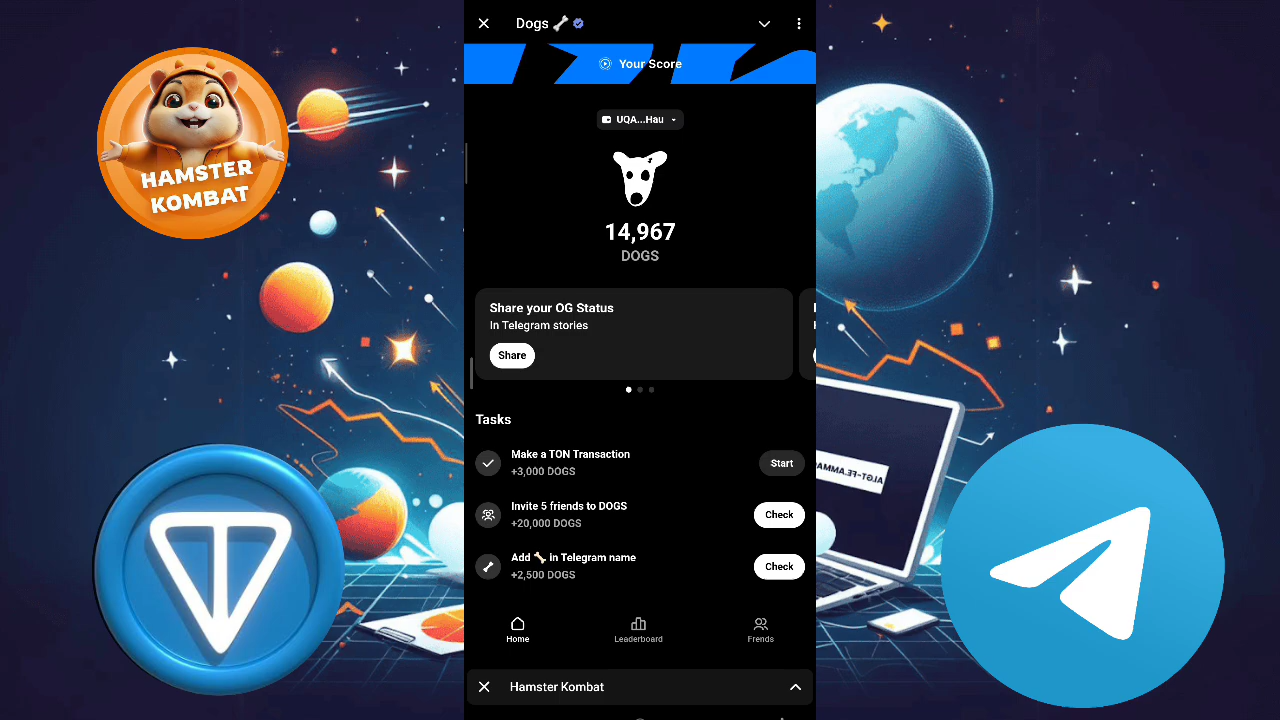 HAMSTER
KOMBAT
Dogs 🦴
Your Score
UQA...Hau
14,967
DOGS
Share your OG Status
In Telegram stories
Share
Tasks
Make a TON Transaction
+3,000 DOGS
Start
Invite 5 friends to DOGS
+20,000 DOGS
Check
Add 🦴 in Telegram name
+2,500 DOGS
Check
Home
Leaderboard
Frends
Hamster Kombat